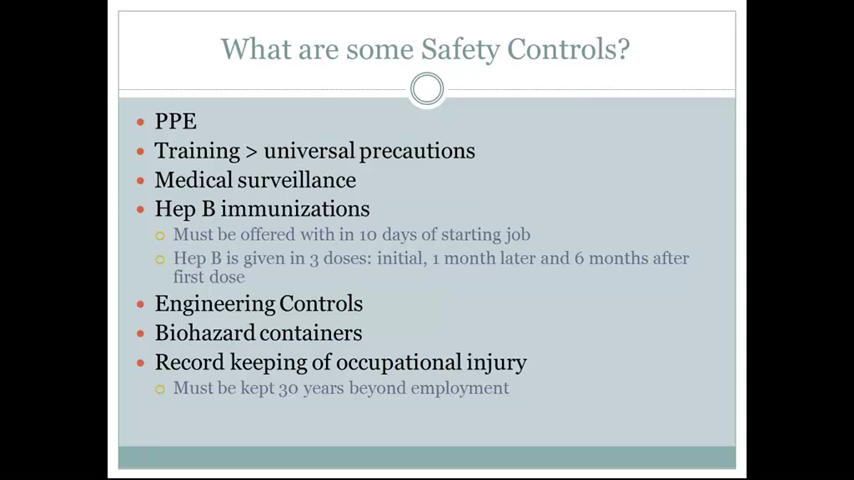 What are some Safety Controls?
PPE
Training > universal precautions
Medical surveillance
Hep B immunizations
Must be offered with in 10 days of starting job
Hep B is given in 3 doses: initial, 1 month later and 6 months after
first dose
Engineering Controls
Biohazard containers
Record keeping of occupational injury
Must be kept 30 years beyond employment